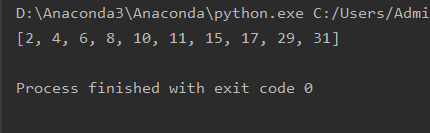 D:\Anaconda3\Anaconda\python.exe C:/Users/Admi
[2, 4, 6, 8, 10, 11, 15, 17, 29, 31]
Process finished with exit code 0